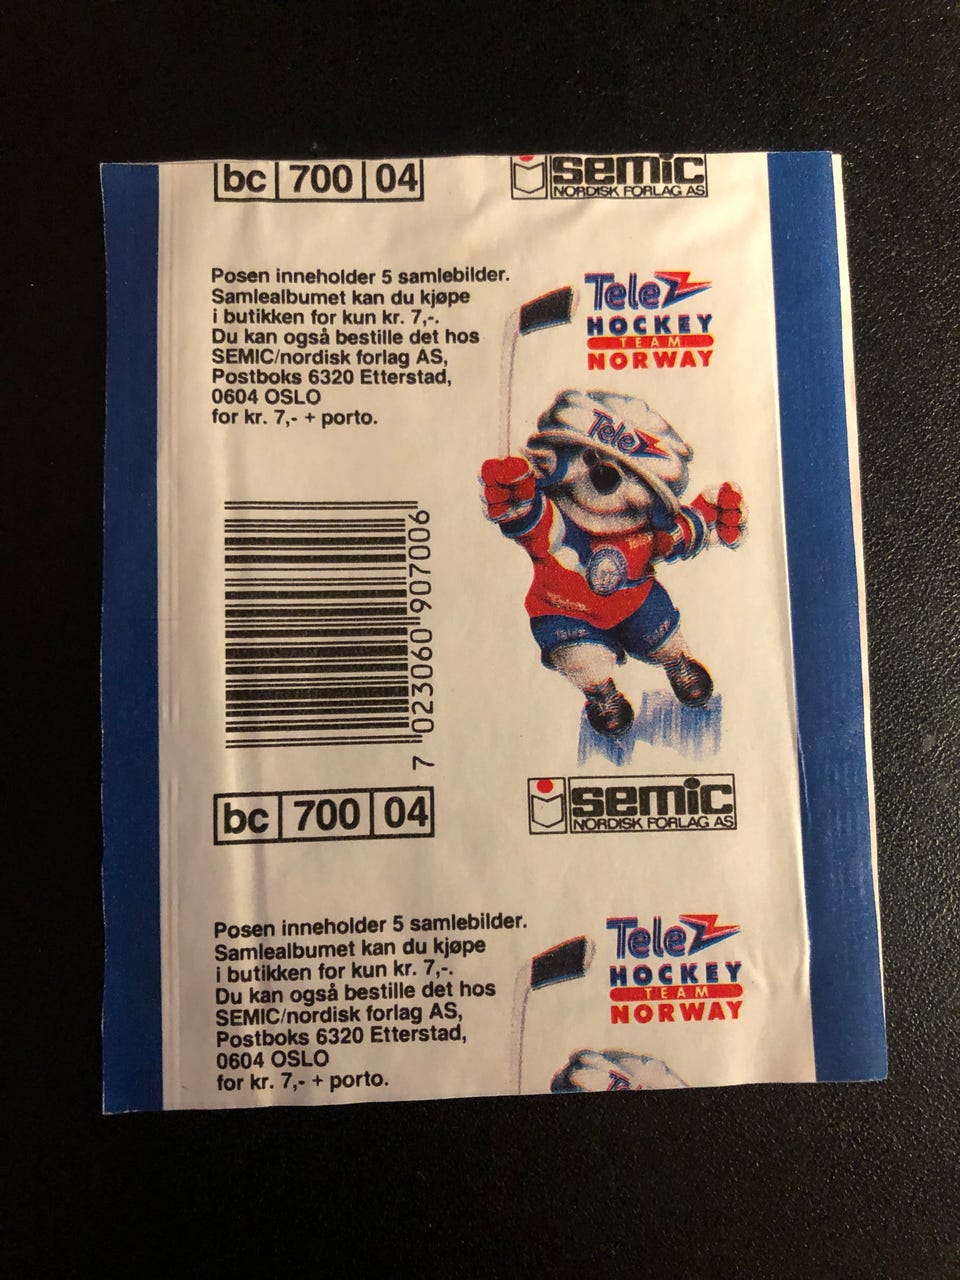 bc 700 04
semic
NORDISK FORLAG AS
Posen inneholder 5 samlebilder.
Samlealbumet kan du kjøpe
i butikken for kun kr. 7,-.
Du kan også bestille det hos
SEMIC/nordisk forlag AS,
Postboks 6320 Etterstad,
0604 OSLO
for kr. 7,- + porto.
Tele
HOCKEY
TEAM
NORWAY
Tele
7 023060 907006
bc 700 04
semic
NORDISK FORLAG AS
Posen inneholder 5 samlebilder.
Samlealbumet kan du kjøpe
i butikken for kun kr. 7,-.
Du kan også bestille det hos
SEMIC/nordisk forlag AS,
Postboks 6320 Etterstad,
0604 OSLO
for kr. 7,- + porto.
Tele
HOCKEY
TEAM
NORWAY